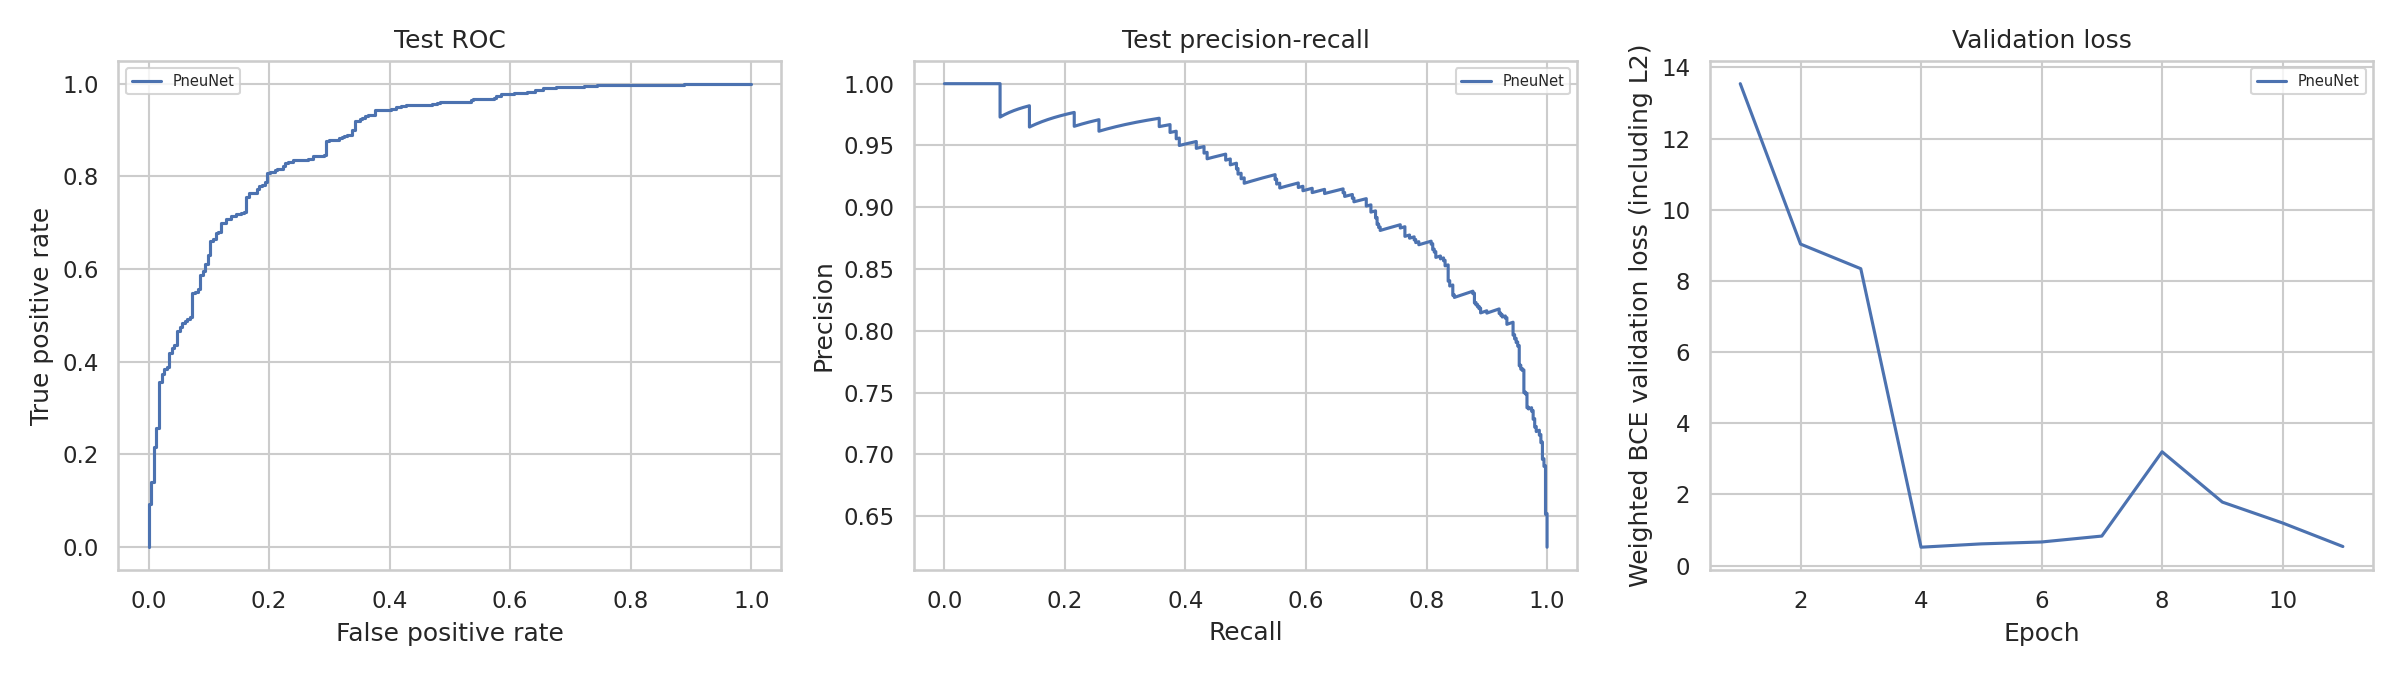 Test ROC
PneuNet
1.0
0.8
0.6
0.4
0.2
0.0
True positive rate
0.0 0.2 0.4 0.6 0.8 1.0
False positive rate
Test precision-recall
PneuNet
1.00
0.95
0.90
0.85
0.80
0.75
0.70
0.65
Precision
0.0 0.2 0.4 0.6 0.8 1.0
Recall
Validation loss
PneuNet
14
12
10
8
6
4
2
0
Weighted BCE validation loss (including L2)
2 4 6 8 10
Epoch